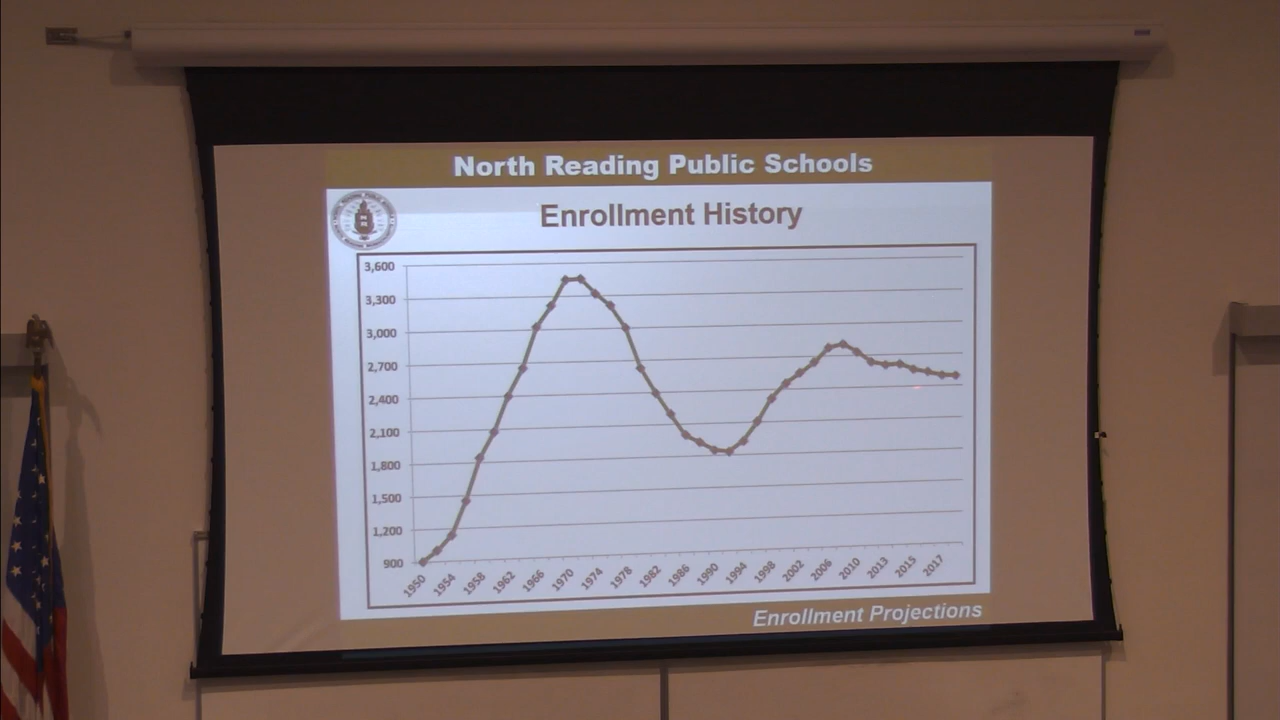 North Reading Public Schools
Enrollment History
3,600
3,300
3,000
2,700
2,400
2,100
1,800
1,500
1,200
900
1950 1954 1958 1962 1966 1970 1974 1978 1982 1986 1990 1994 1998 2002 2006 2010 2013 2015 2017
Enrollment Projections